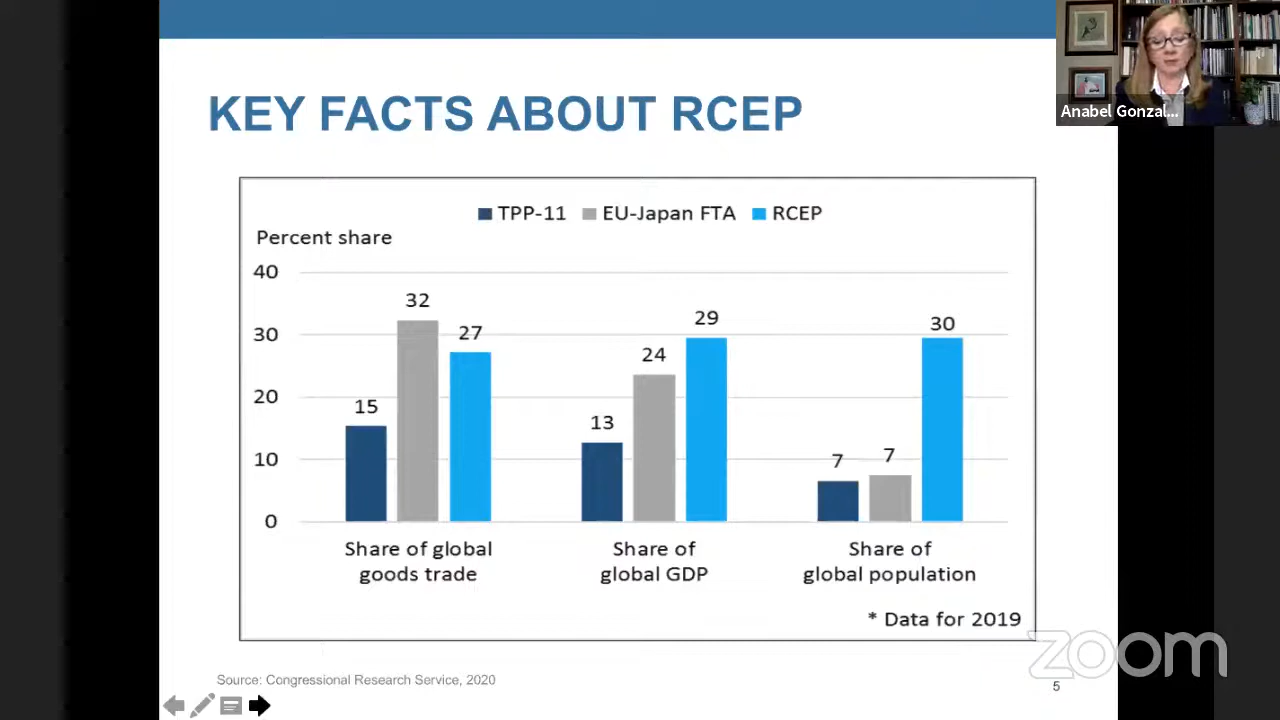 Anabel Gonzal...
KEY FACTS ABOUT RCEP
TPP-11 EU-Japan FTA RCEP
Percent share
40
30
20
10
0
15
32
27
13
24
29
7
7
30
Share of global
goods trade
Share of
global GDP
Share of
global population
* Data for 2019
zoom
Source: Congressional Research Service, 2020
5